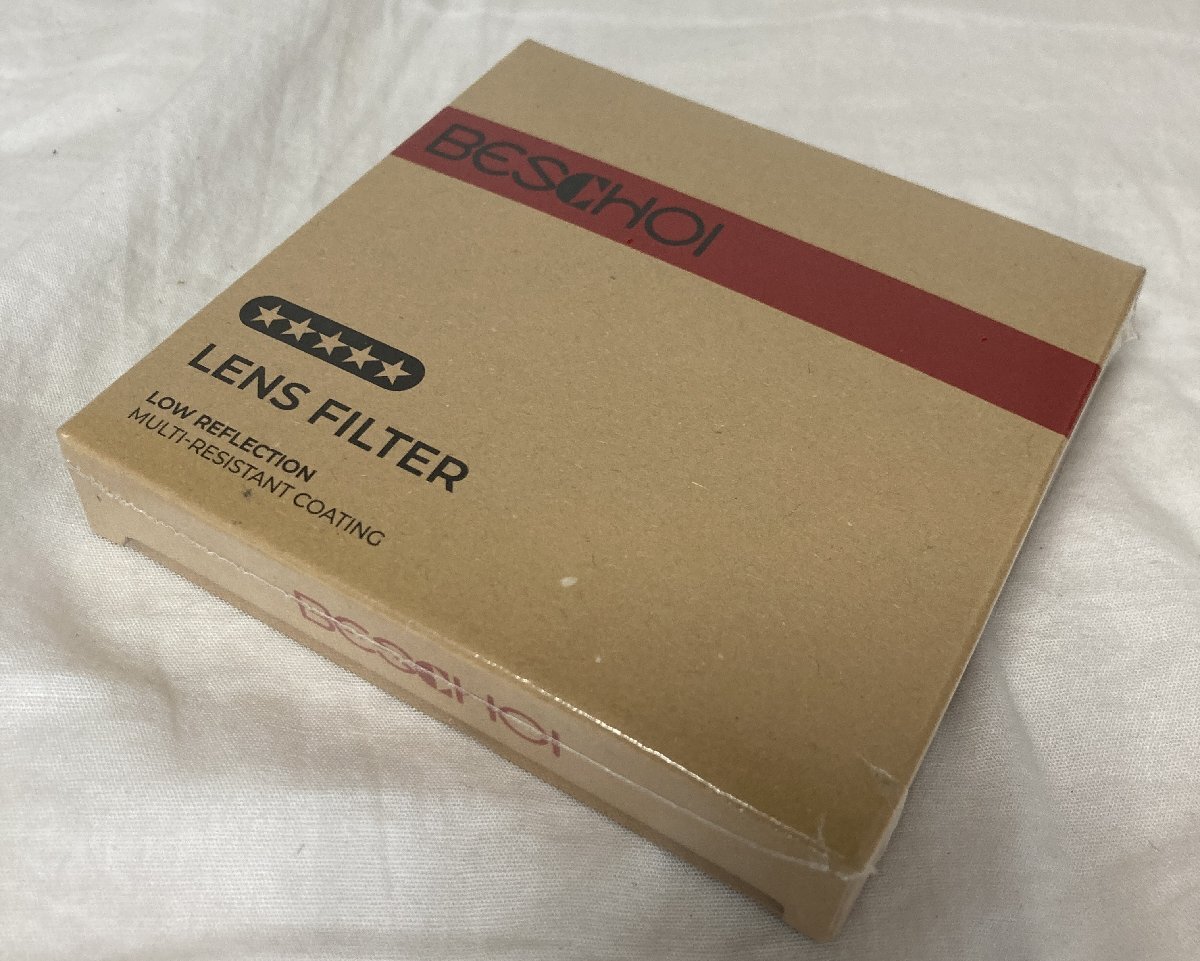 BESCHOI
LENS FILTER
LOW REFLECTION
MULTI-RESISTANT COATING
BESCHOI